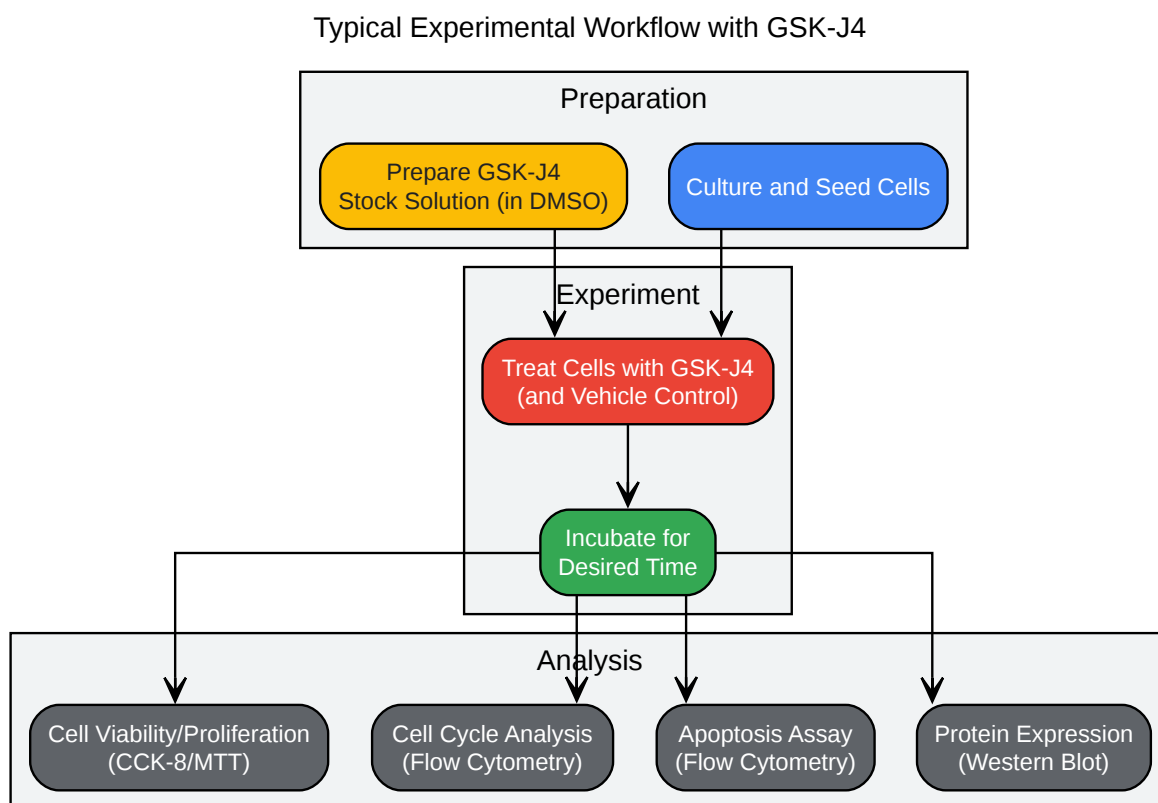 Typical Experimental Workflow with GSK-J4
Preparation
Prepare GSK-J4
Stock Solution (in DMSO)
Culture and Seed Cells
Experiment
Treat Cells with GSK-J4
(and Vehicle Control)
Incubate for
Desired Time
Analysis
Cell Viability/Proliferation
(CCK-8/MTT)
Cell Cycle Analysis
(Flow Cytometry)
Apoptosis Assay
(Flow Cytometry)
Protein Expression
(Western Blot)